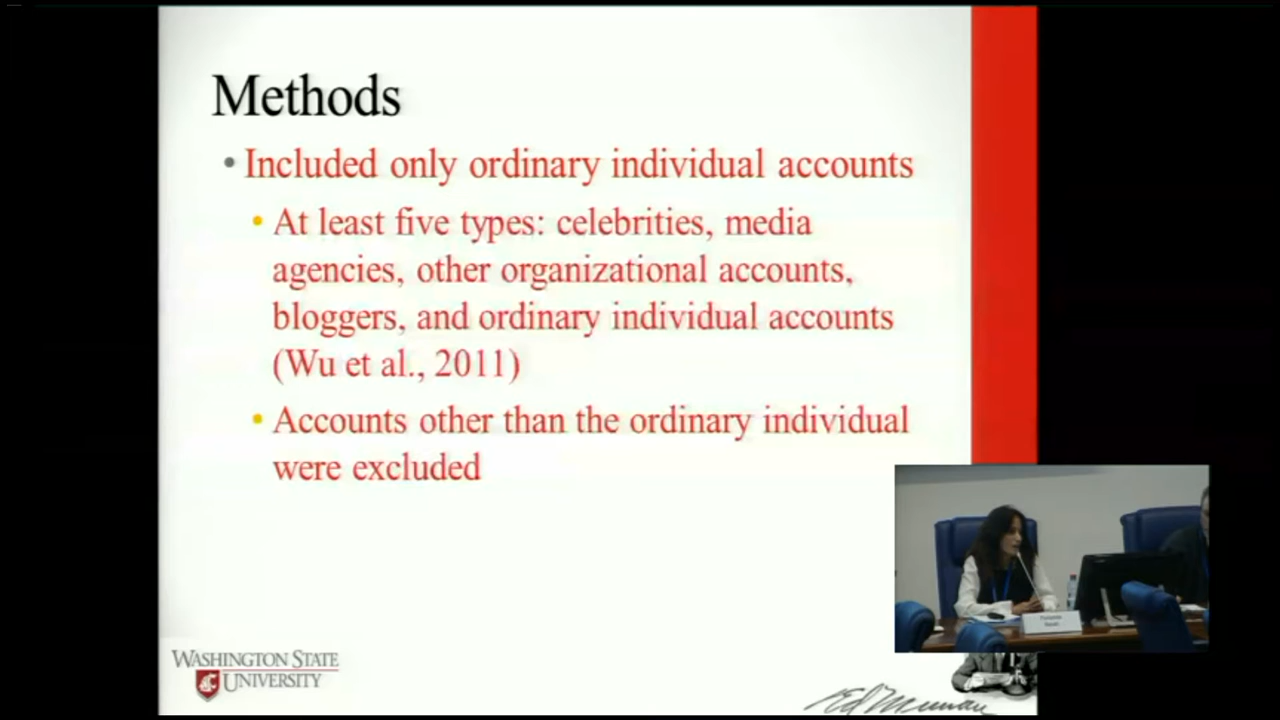 Methods
• Included only ordinary individual accounts
• At least five types: celebrities, media
agencies, other organizational accounts,
bloggers, and ordinary individual accounts
(Wu et al., 2011)
• Accounts other than the ordinary individual
were excluded
WASHINGTON STATE
UNIVERSITY